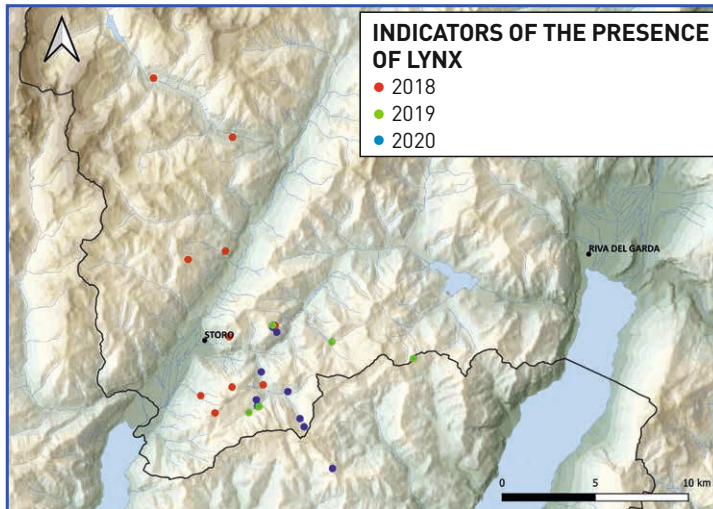 INDICATORS OF THE PRESENCE
OF LYNX
2018
2019
2020
RIVA DEL GARDA
STORO
0 5 10 km